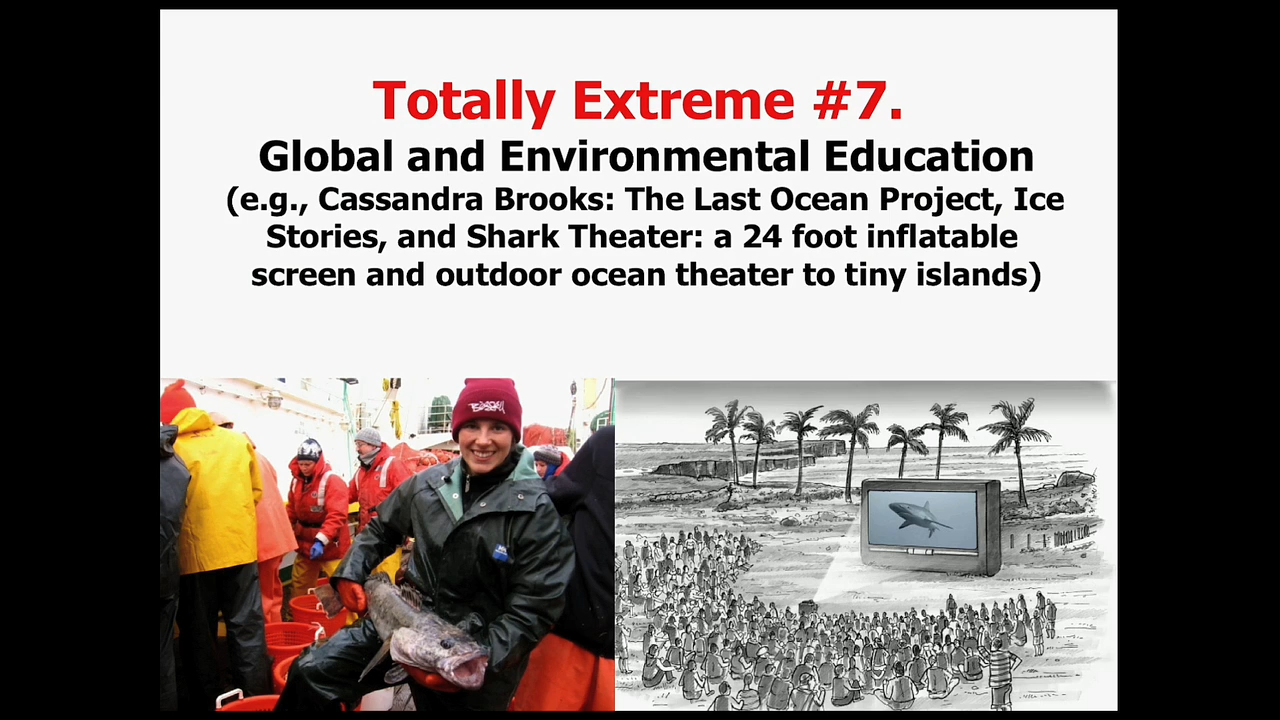 Totally Extreme #7.
Global and Environmental Education
(e.g., Cassandra Brooks: The Last Ocean Project, Ice
Stories, and Shark Theater: a 24 foot inflatable
screen and outdoor ocean theater to tiny islands)